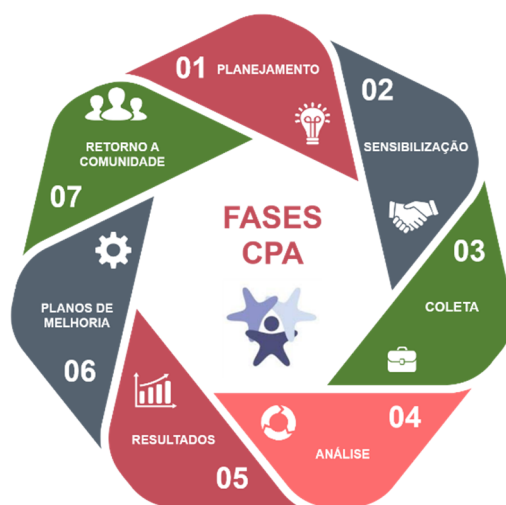 FASES
CPA
01 PLANEJAMENTO
02
SENSIBILIZAÇÃO
03
COLETA
04
ANÁLISE
RESULTADOS
05
PLANOS DE
MELHORIA
06
RETORNO A
COMUNIDADE
07